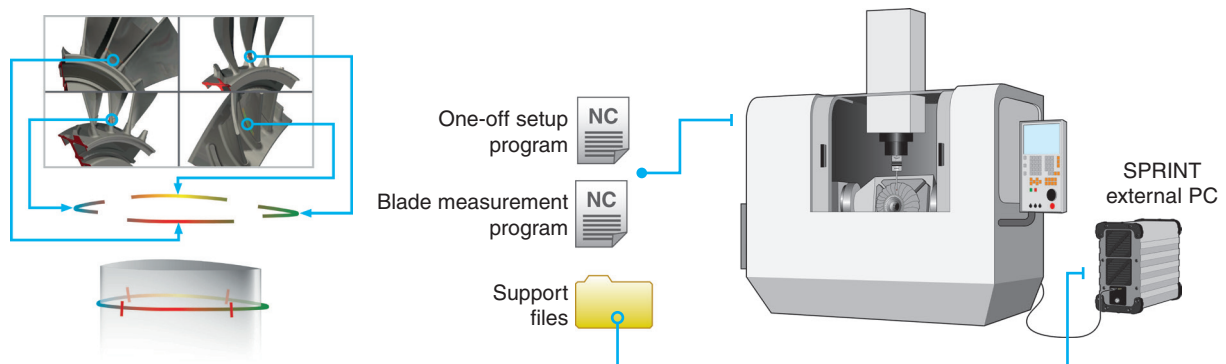 One-off setup
program
NC
Blade measurement
program
NC
Support
files
SPRINT
external PC